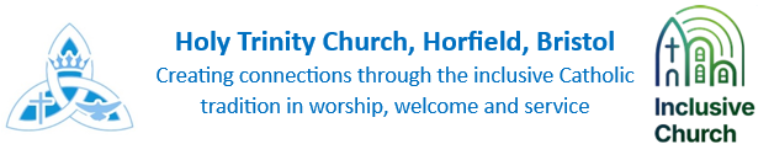 Holy Trinity Church, Horfield, Bristol
Creating connections through the inclusive Catholic
tradition in worship, welcome and service
Inclusive
Church